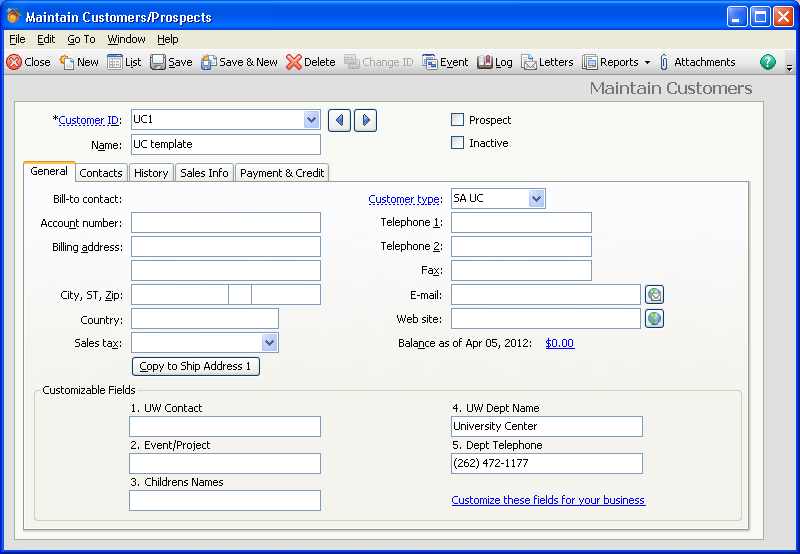 Maintain Customers/Prospects
File Edit Go To Window Help
Close New List Save Save & New Delete Change ID Event Log Letters Reports Attachments ?
Maintain Customers
*Customer ID: UC1 Prospect
Name: UC template Inactive
General Contacts History Sales Info Payment & Credit
Bill-to contact: Customer type: SA UC
Account number: Telephone 1:
Billing address: Telephone 2:
Fax:
City, ST, Zip: E-mail:
Country: Web site:
Sales tax: Balance as of Apr 05, 2012: $0.00
Copy to Ship Address 1
Customizable Fields
1. UW Contact 4. UW Dept Name
University Center
2. Event/Project 5. Dept Telephone
(262) 472-1177
3. Childrens Names
Customize these fields for your business